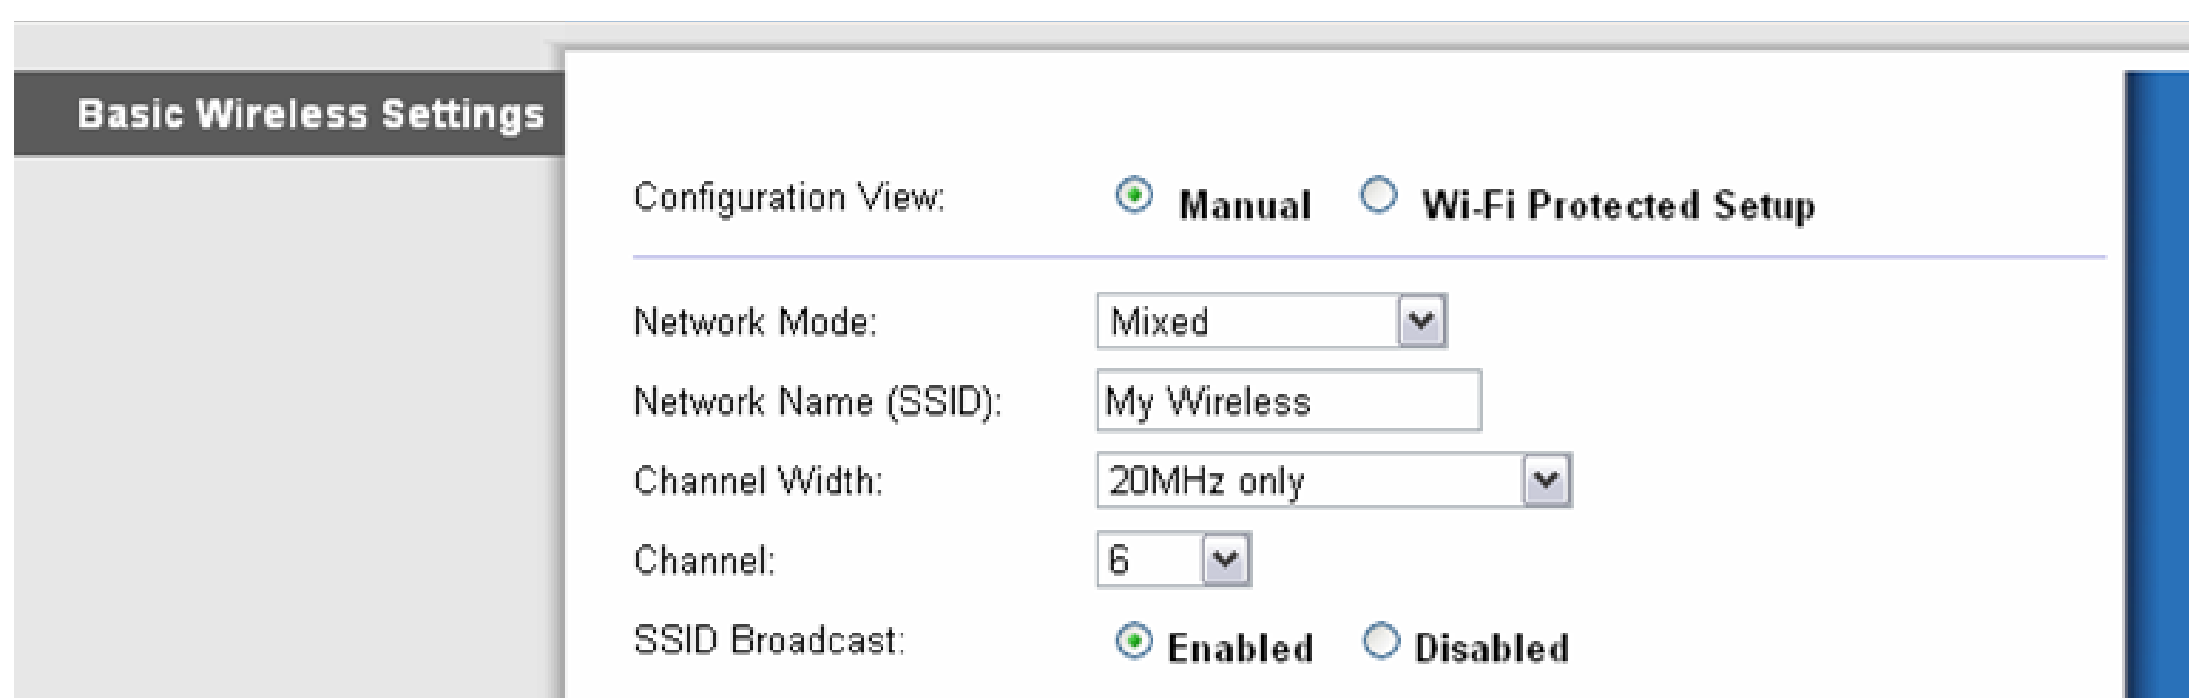 Basic Wireless Settings
Configuration View: Manual Wi-Fi Protected Setup
Network Mode: Mixed
Network Name (SSID): My Wireless
Channel Width: 20MHz only
Channel: 6
SSID Broadcast: Enabled Disabled